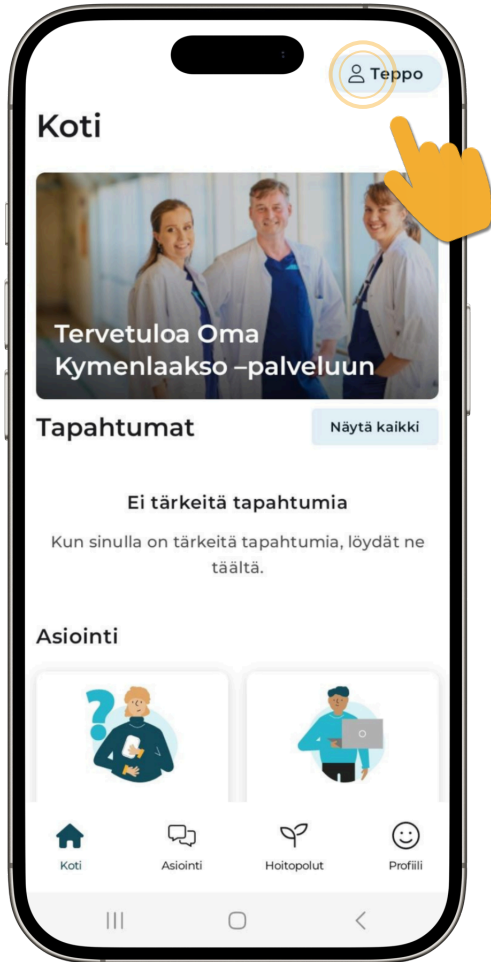 Teppo
Koti
Tervetuloa Oma
Kymenlaakso –palveluun
Tapahtumat
Näytä kaikki
Ei tärkeitä tapahtumia
Kun sinulla on tärkeitä tapahtumia, löydät ne
täältä.
Asiointi
?
Koti
Asiointi
Hoitopolut
Profiili